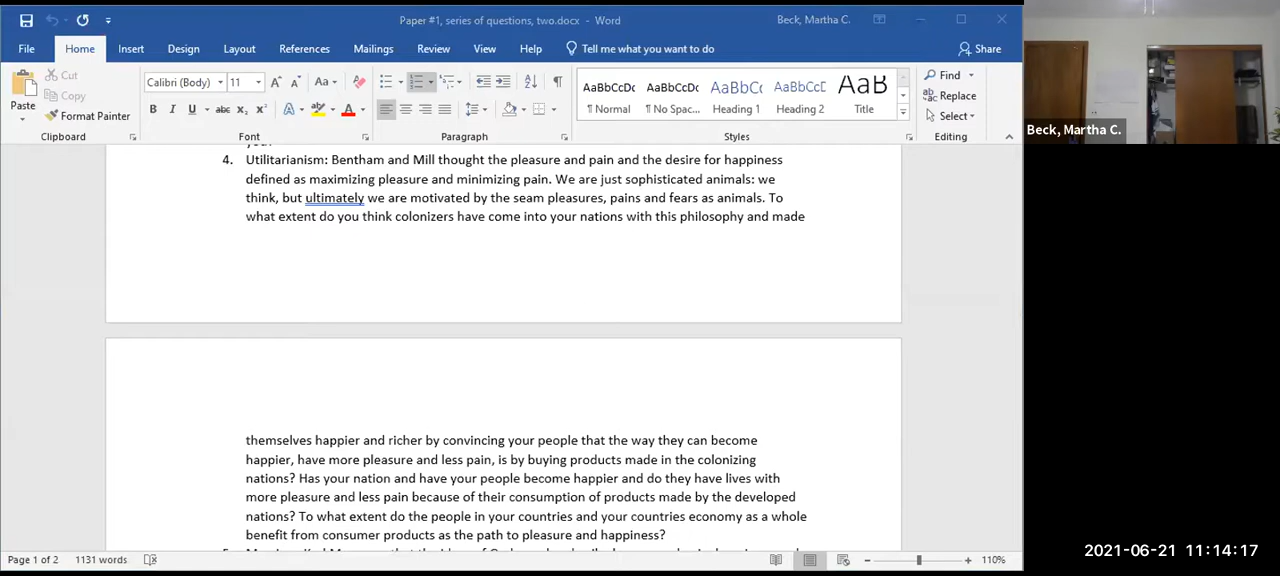 Paper #1, series of questions, two.docx - Word
Beck, Martha C.
File Home Insert Design Layout References Mailings Review View Help Tell me what you want to do Share
Paste
Cut
Copy
Format Painter
Clipboard
Calibri (Body) 11
Font
Paragraph
AaBbCcDc AaBbCcDc AaBbCc AaBbCcD AaB
¶ Normal ¶ No Spac... Heading 1 Heading 2 Title
Styles
Find
Replace
Select
Editing
Beck, Martha C.
4. Utilitarianism: Bentham and Mill thought the pleasure and pain and the desire for happiness
defined as maximizing pleasure and minimizing pain. We are just sophisticated animals: we
think, but ultimately we are motivated by the seam pleasures, pains and fears as animals. To
what extent do you think colonizers have come into your nations with this philosophy and made
themselves happier and richer by convincing your people that the way they can become
happier, have more pleasure and less pain, is by buying products made in the colonizing
nations? Has your nation and have your people become happier and do they have lives with
more pleasure and less pain because of their consumption of products made by the developed
nations? To what extent do the people in your countries and your countries economy as a whole
benefit from consumer products as the path to pleasure and happiness?
Page 1 of 2 1131 words
110%
2021-06-21 11:14:17